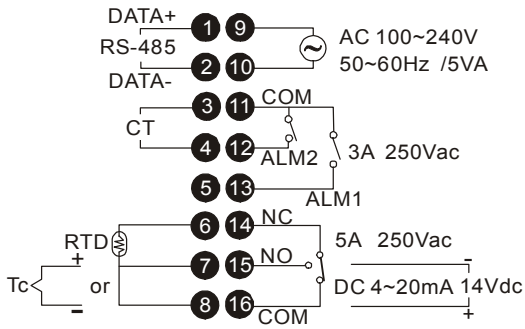 DATA+
1 9
RS-485
AC 100~240V
2 10
50~60Hz /5VA
DATA-
3 11 COM
CT
4 12
ALM2
3A 250Vac
5 13
ALM1
6 14 NC
RTD
5A 250Vac
+
7 15 NO
-
Tc or
DC 4~20mA 14Vdc
-
8 16
COM
+